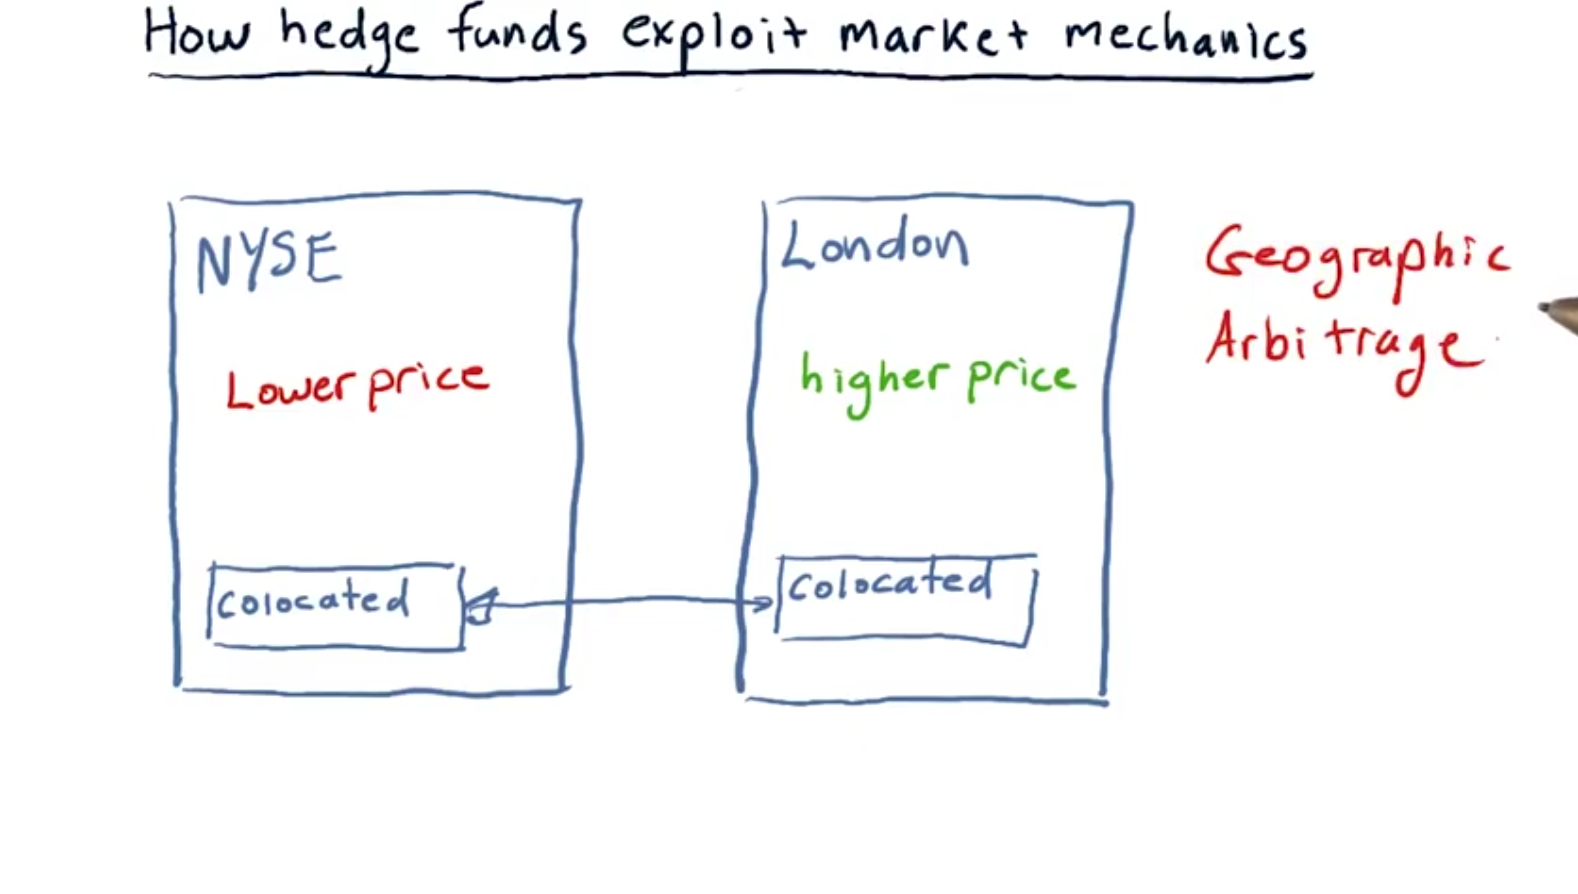 How hedge funds exploit market mechanics
NYSE
Lower price
colocated
London
higher price
colocated
Geographic
Arbitrage